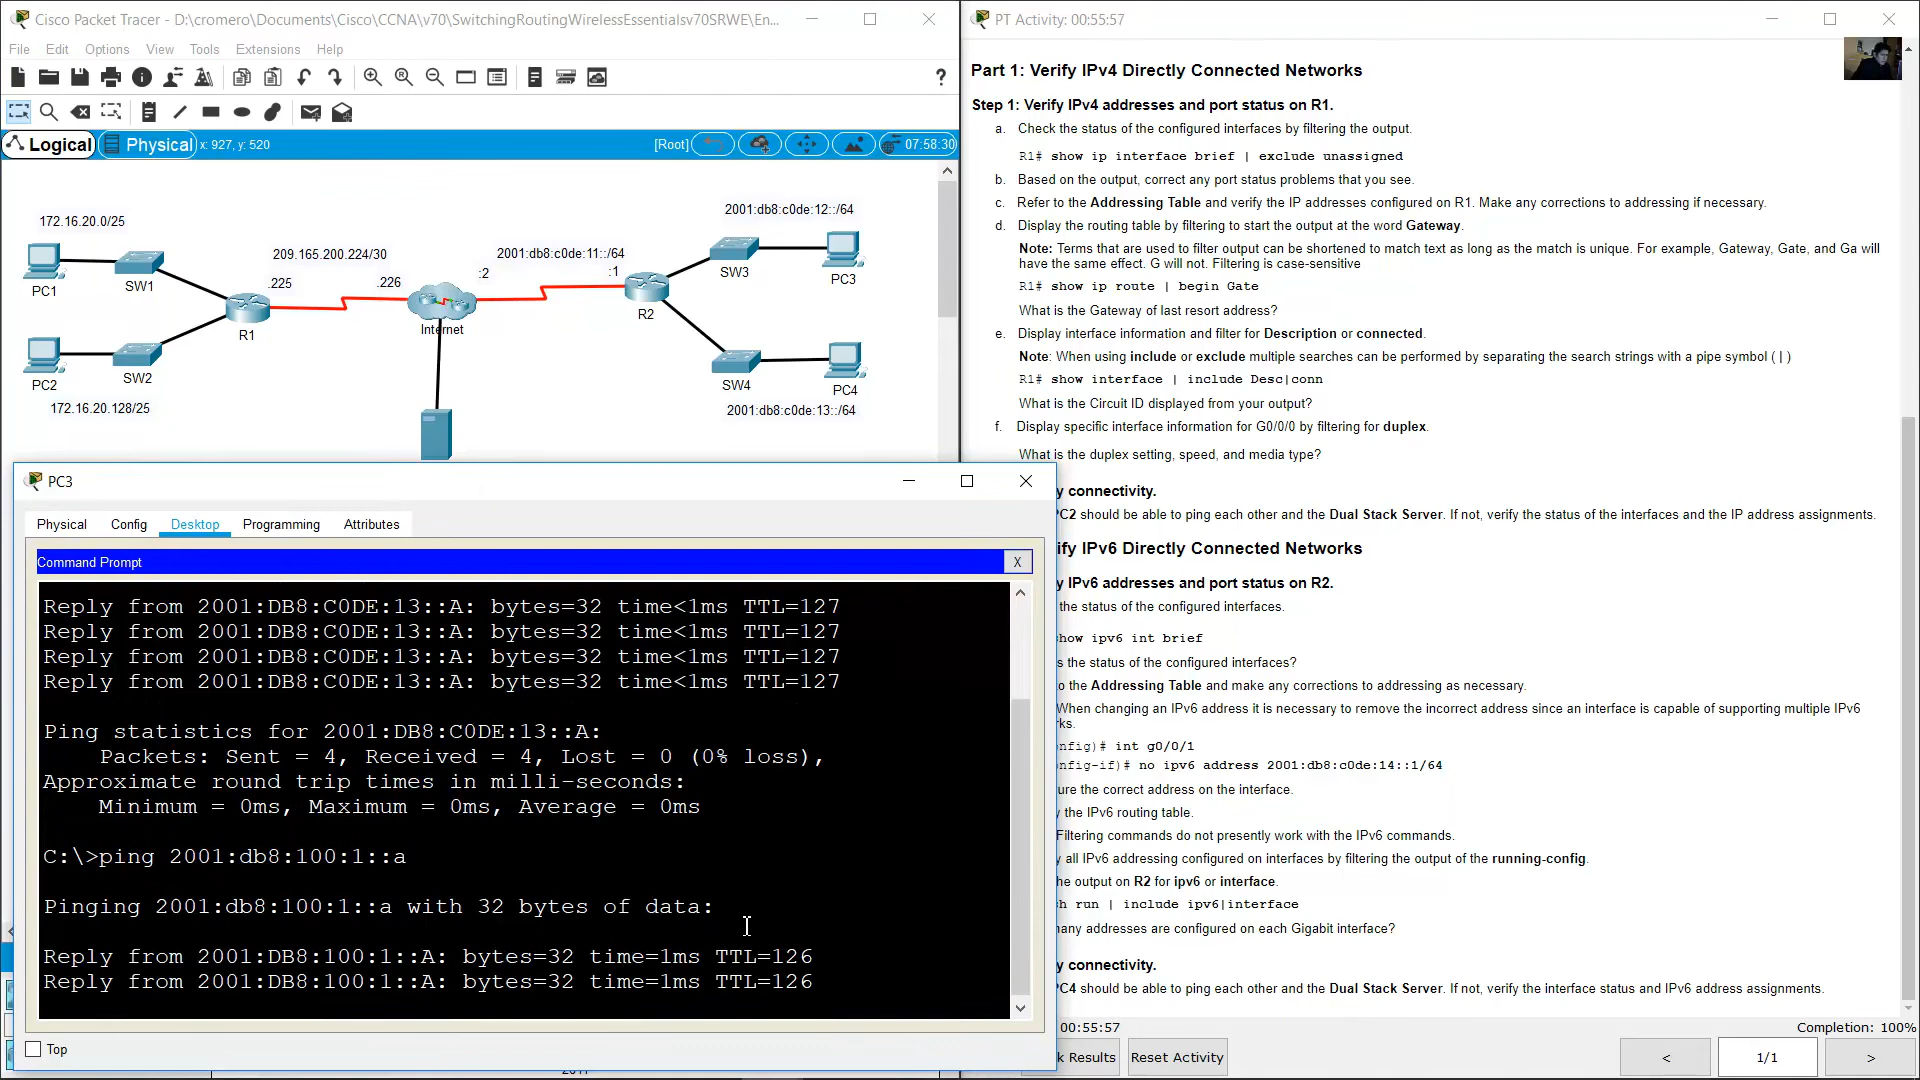 Cisco Packet Tracer - D:\cromero\Documents\Cisco\CCNA\v70\SwitchingRoutingWirelessEssentialsv70SRWE\En...
File Edit Options View Tools Extensions Help
Logical Physical x: 927, y: 520 [Root] 07:58:30
172.16.20.0/25
PC1
SW1
209.165.200.224/30
.225
.226
R1
PC2
SW2
172.16.20.128/25
Internet
:2
2001:db8:c0de:11::/64
:1
R2
2001:db8:c0de:12::/64
SW3
PC3
SW4
PC4
2001:db8:c0de:13::/64
PC3
Physical Config Desktop Programming Attributes
Command Prompt X
Reply from 2001:DB8:C0DE:13::A: bytes=32 time<1ms TTL=127
Reply from 2001:DB8:C0DE:13::A: bytes=32 time<1ms TTL=127
Reply from 2001:DB8:C0DE:13::A: bytes=32 time<1ms TTL=127
Reply from 2001:DB8:C0DE:13::A: bytes=32 time<1ms TTL=127
Ping statistics for 2001:DB8:C0DE:13::A:
Packets: Sent = 4, Received = 4, Lost = 0 (0% loss),
Approximate round trip times in milli-seconds:
Minimum = 0ms, Maximum = 0ms, Average = 0ms
C:\>ping 2001:db8:100:1::a
Pinging 2001:db8:100:1::a with 32 bytes of data:
Reply from 2001:DB8:100:1::A: bytes=32 time=1ms TTL=126
Reply from 2001:DB8:100:1::A: bytes=32 time=1ms TTL=126
Top
PT Activity: 00:55:57
Part 1: Verify IPv4 Directly Connected Networks
Step 1: Verify IPv4 addresses and port status on R1.
a. Check the status of the configured interfaces by filtering the output.
R1# show ip interface brief | exclude unassigned
b. Based on the output, correct any port status problems that you see.
c. Refer to the Addressing Table and verify the IP addresses configured on R1. Make any corrections to addressing if necessary.
d. Display the routing table by filtering to start the output at the word Gateway.
Note: Terms that are used to filter output can be shortened to match text as long as the match is unique. For example, Gateway, Gate, and Ga will
have the same effect. G will not. Filtering is case-sensitive
R1# show ip route | begin Gate
What is the Gateway of last resort address?
e. Display interface information and filter for Description or connected.
Note: When using include or exclude multiple searches can be performed by separating the search strings with a pipe symbol ( | )
R1# show interface | include Desc|conn
What is the Circuit ID displayed from your output?
f. Display specific interface information for G0/0/0 by filtering for duplex.
What is the duplex setting, speed, and media type?
y connectivity.
PC2 should be able to ping each other and the Dual Stack Server. If not, verify the status of the interfaces and the IP address assignments.
ify IPv6 Directly Connected Networks
y IPv6 addresses and port status on R2.
the status of the configured interfaces.
show ipv6 int brief
s the status of the configured interfaces?
to the Addressing Table and make any corrections to addressing as necessary.
When changing an IPv6 address it is necessary to remove the incorrect address since an interface is capable of supporting multiple IPv6
ks.
nfig)# int g0/0/1
nfig-if)# no ipv6 address 2001:db8:c0de:14::1/64
ure the correct address on the interface.
y the IPv6 routing table.
Filtering commands do not presently work with the IPv6 commands.
y all IPv6 addressing configured on interfaces by filtering the output of the running-config.
he output on R2 for ipv6 or interface.
sh run | include ipv6|interface
any addresses are configured on each Gigabit interface?
y connectivity.
PC4 should be able to ping each other and the Dual Stack Server. If not, verify the interface status and IPv6 address assignments.
00:55:57 Completion: 100%
k Results Reset Activity < 1/1 >